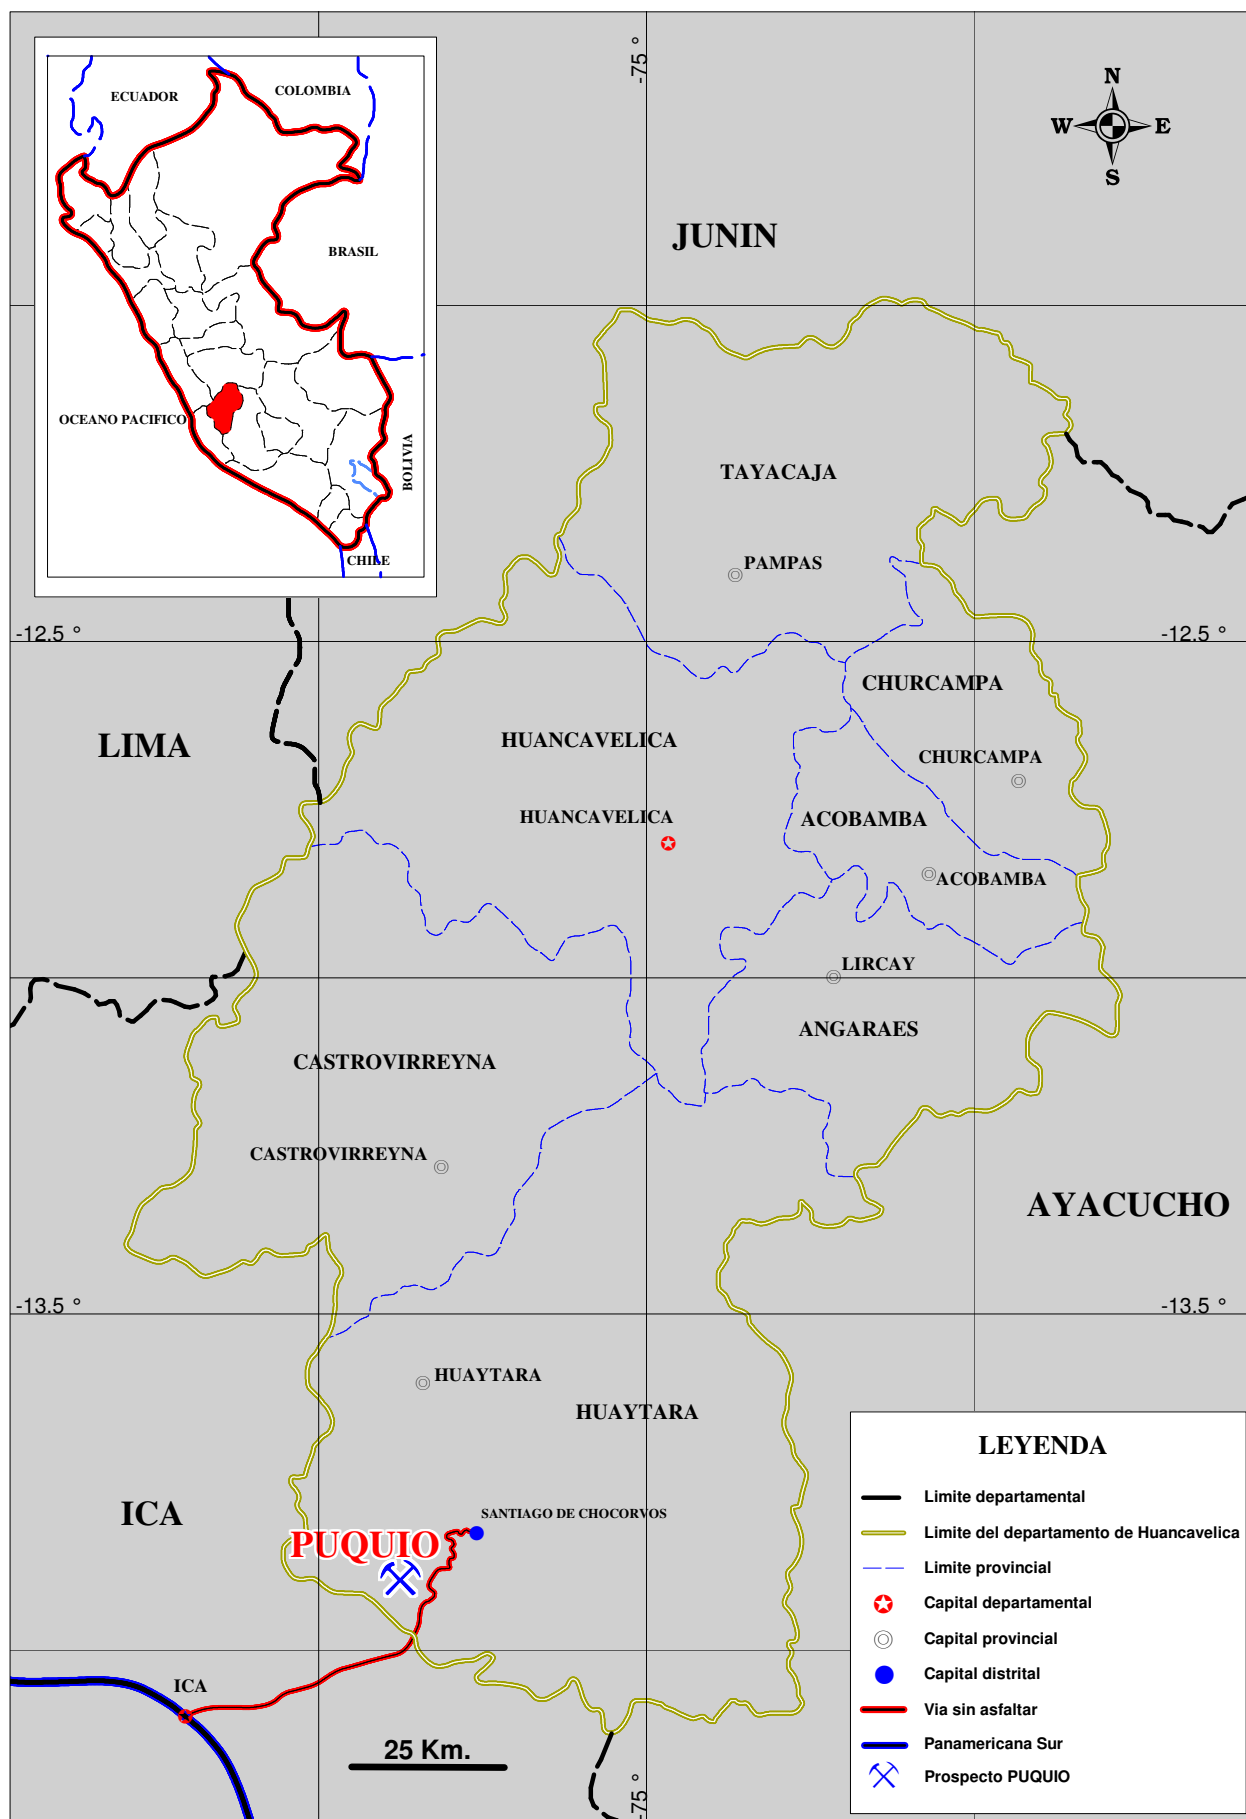 ECUADOR
COLOMBIA
BRASIL
OCEANO PACIFICO
BOLIVIA
CHILE
-75 °
N
W
E
S
JUNIN
TAYACAJA
PAMPAS
-12.5 °
-12.5 °
CHURCAMPA
LIMA
HUANCAVELICA
CHURCAMPA
HUANCAVELICA
ACOBAMBA
ACOBAMBA
LIRCAY
ANGARAES
CASTROVIRREYNA
CASTROVIRREYNA
AYACUCHO
-13.5 °
-13.5 °
HUAYTARA
HUAYTARA
ICA
SANTIAGO DE CHOCORVOS
PUQUIO
ICA
25 Km.
-75 °
LEYENDA
Limite departamental
Limite del departamento de Huancavelica
Limite provincial
Capital departamental
Capital provincial
Capital distrital
Via sin asfaltar
Panamericana Sur
Prospecto PUQUIO